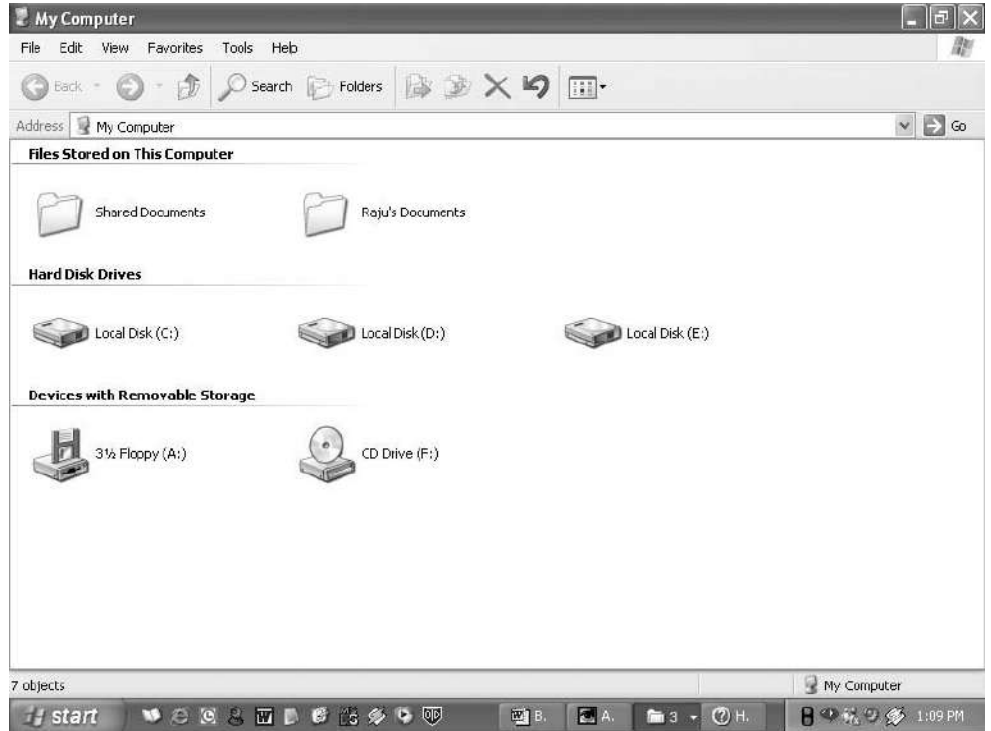 My Computer
File Edit View Favorites Tools Help
Back Search Folders
Address My Computer Go
Files Stored on This Computer
Shared Documents Raju's Documents
Hard Disk Drives
Local Disk (C:) Local Disk (D:) Local Disk (E:)
Devices with Removable Storage
3½ Floppy (A:) CD Drive (F:)
7 objects My Computer
start B. A. 3 H. 1:09 PM